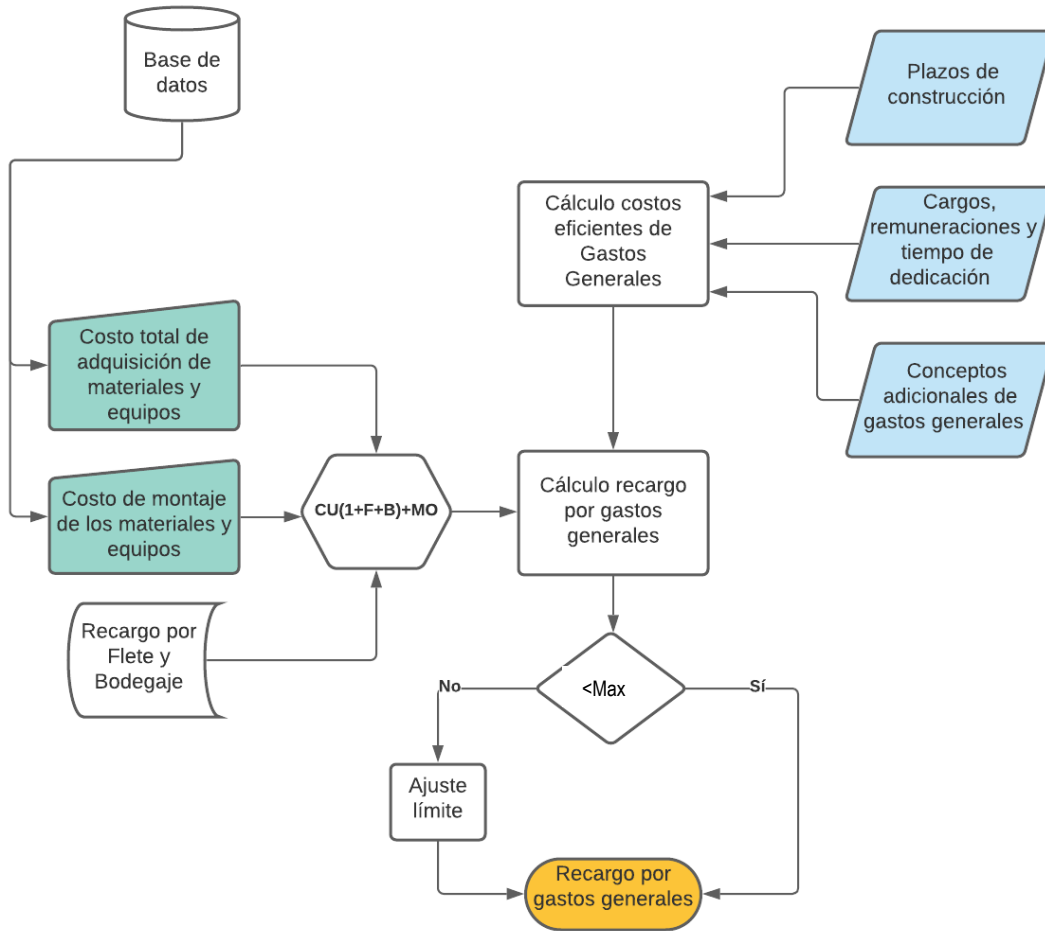 Base de
datos
Plazos de
construcción
Cálculo costos
eficientes de
Gastos
Generales
Cargos,
remuneraciones y
tiempo de
dedicación
Costo total de
adquisición de
materiales y
equipos
Conceptos
adicionales de
gastos generales
Costo de montaje
de los materiales y
equipos
CU(1+F+B)+MO
Cálculo recargo
por gastos
generales
Recargo por
Flete y
Bodegaje
No
<Max
Sí
Ajuste
límite
Recargo por
gastos generales